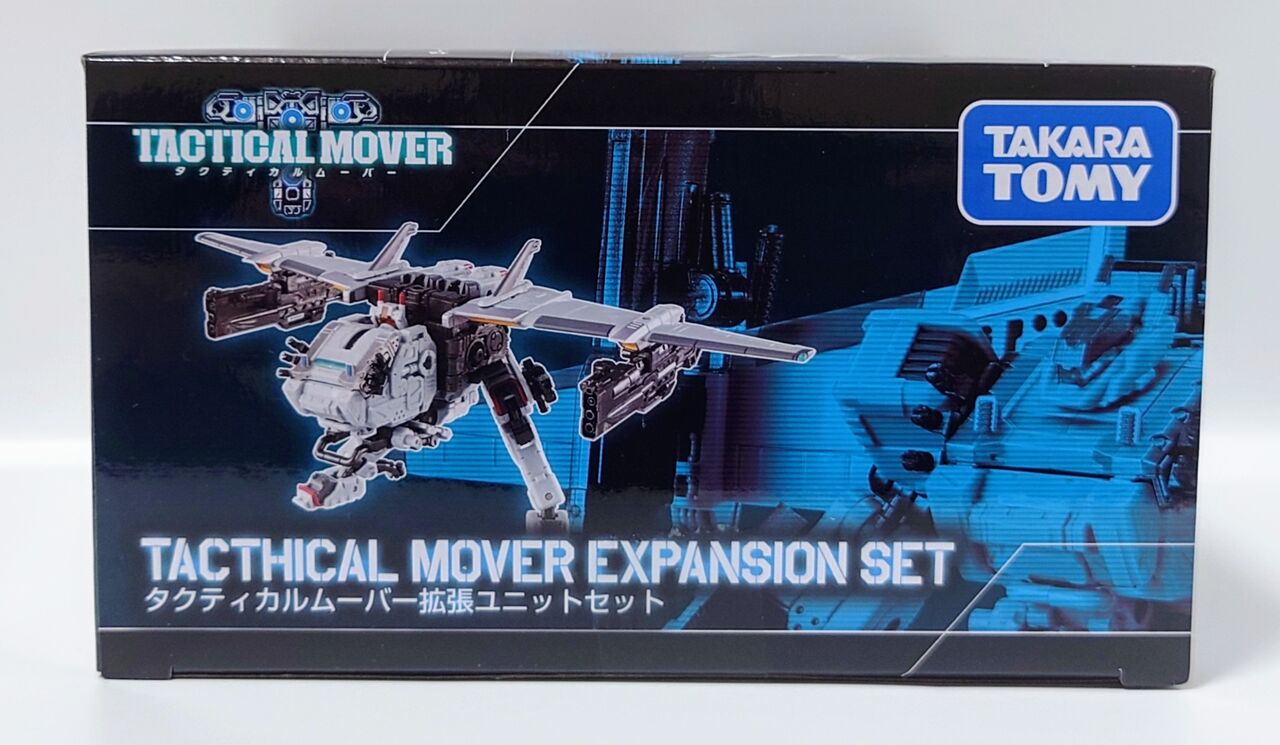 TACTICAL MOVER
タクティカルムーバー
TAKARA
TOMY
TACTHICAL MOVER EXPANSION SET
タクティカルムーバー拡張ユニットセット